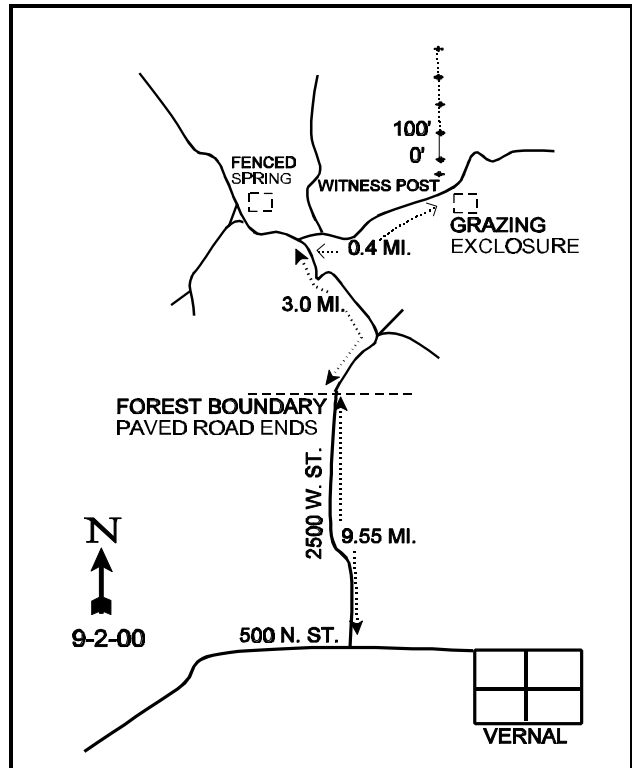 100'
0'
FENCED
SPRING
WITNESS POST
GRAZING
EXCLOSURE
0.4 MI.
3.0 MI.
FOREST BOUNDARY
PAVED ROAD ENDS
2500 W. ST.
9.55 MI.
N
9-2-00
500 N. ST.
VERNAL